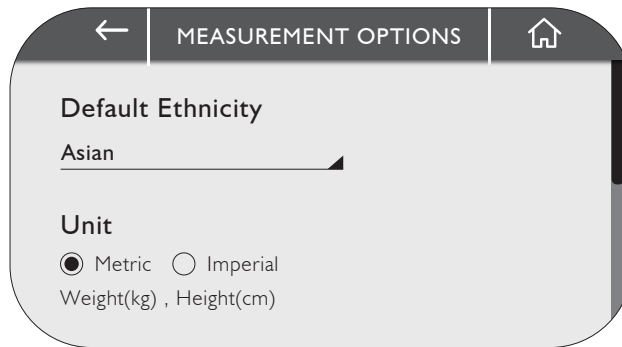 MEASUREMENT OPTIONS
Default Ethnicity
Asian
Unit
Metric Imperial
Weight(kg) , Height(cm)